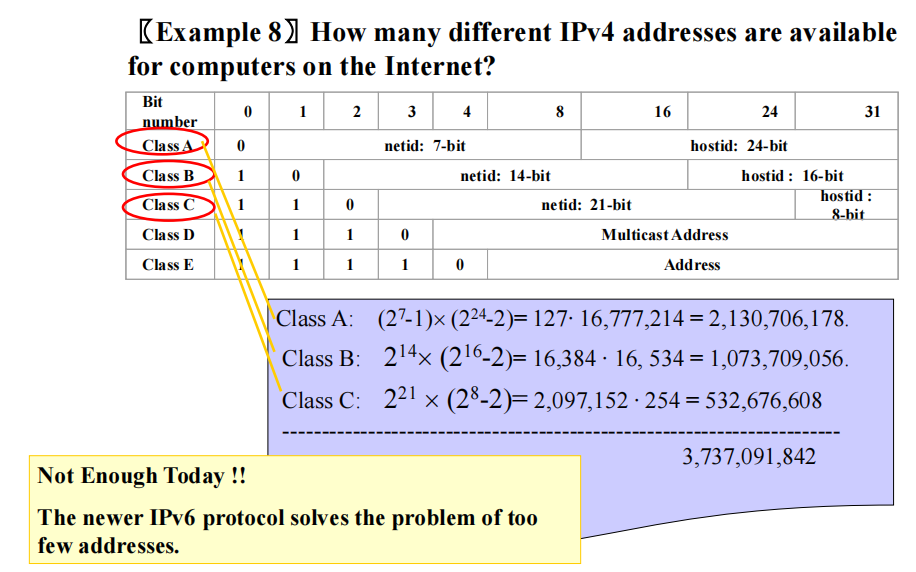 〖Example 8〗How many different IPv4 addresses are available
for computers on the Internet?
Bit number 0 1 2 3 4 8 16 24 31
Class A 0 netid: 7-bit hostid: 24-bit
Class B 1 0 netid: 14-bit hostid : 16-bit
Class C 1 1 0 netid: 21-bit hostid : 8-bit
Class D 1 1 1 0 Multicast Address
Class E 1 1 1 1 0 Address
Class A: (2⁷-1)× (2²⁴-2)= 127· 16,777,214 = 2,130,706,178.
Class B: 2¹⁴× (2¹⁶-2)= 16,384 · 16, 534 = 1,073,709,056.
Class C: 2²¹ × (2⁸-2)= 2,097,152 · 254 = 532,676,608
--------------------------------------------------------------------------
3,737,091,842
Not Enough Today !!
The newer IPv6 protocol solves the problem of too
few addresses.